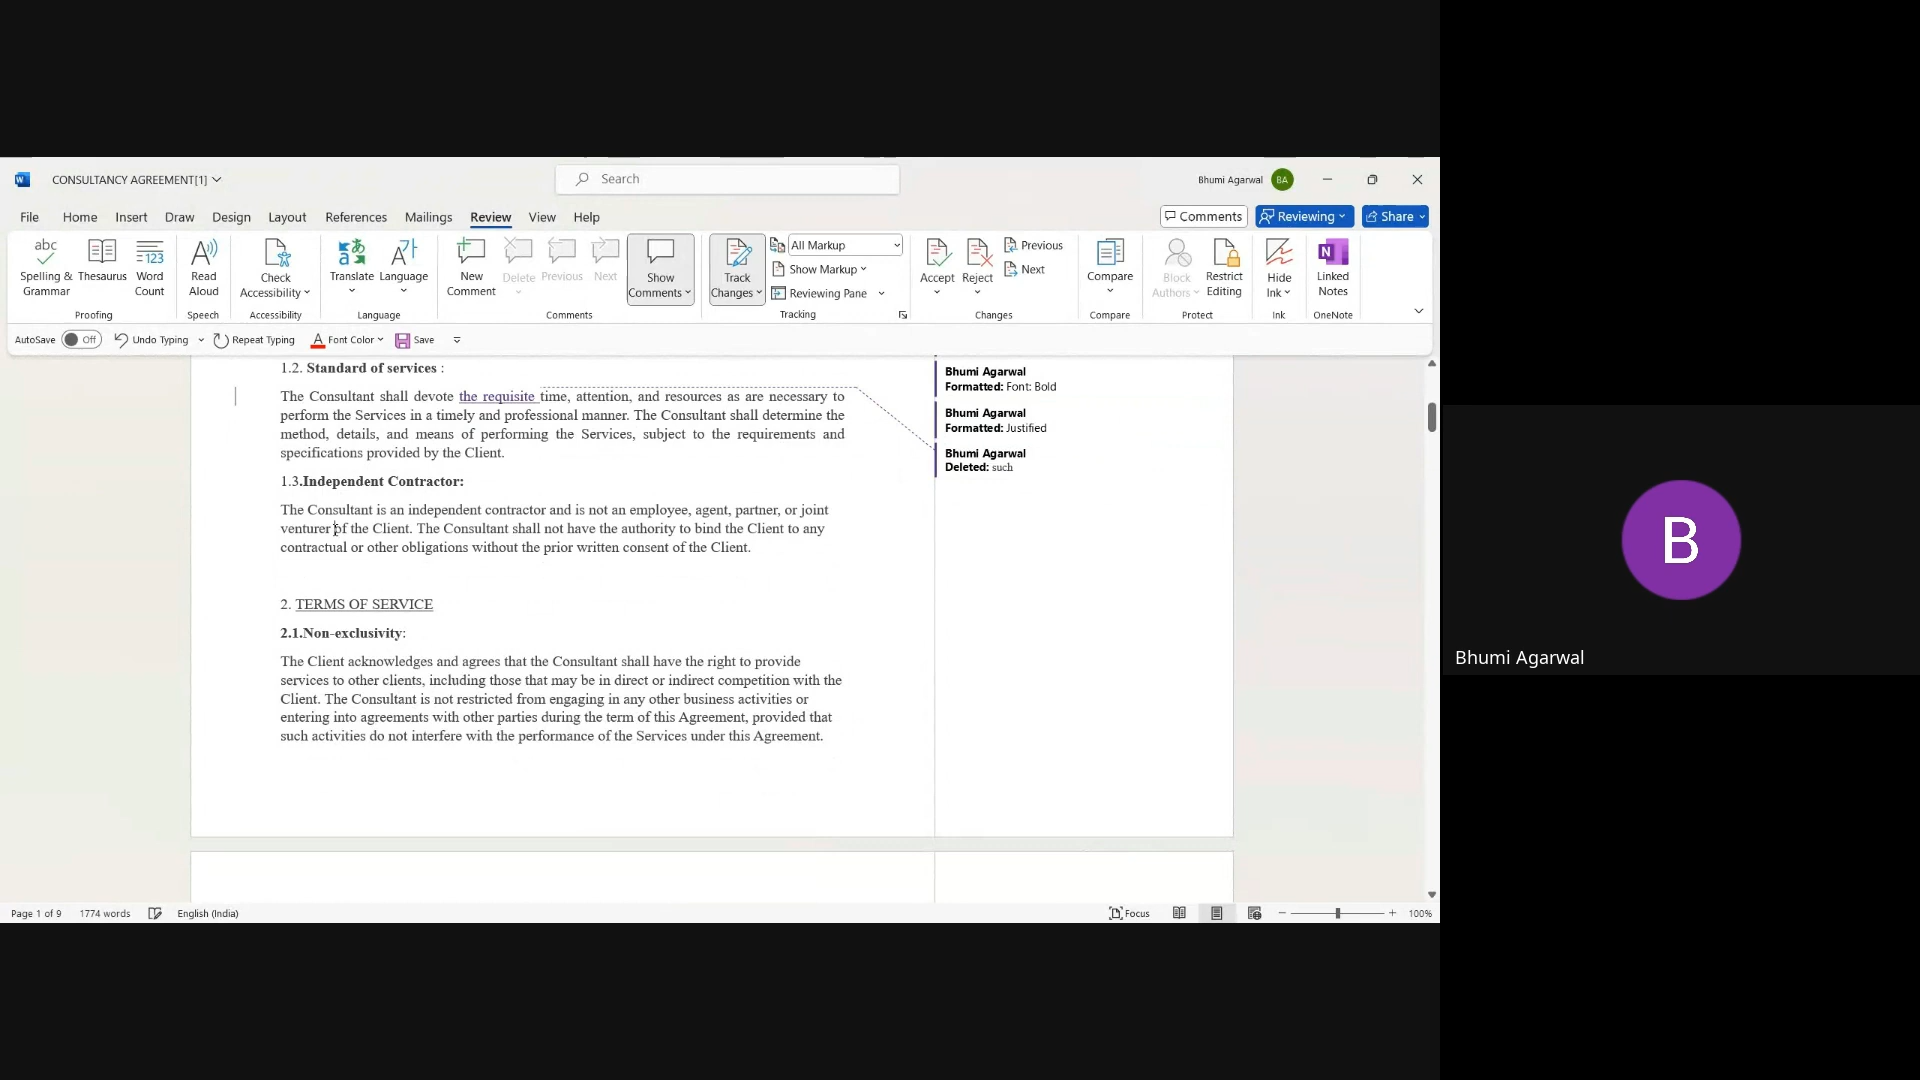 CONSULTANCY AGREEMENT[1]
Search
Bhumi Agarwal BA
File Home Insert Draw Design Layout References Mailings Review View Help
Comments Reviewing Share
abc
Spelling & Grammar
Thesaurus
123
Word Count
Read Aloud
Check Accessibility
Translate
Language
New Comment
Delete
Previous
Next
Show Comments
Track Changes
All Markup
Show Markup
Reviewing Pane
Accept
Reject
Previous
Next
Compare
Block Authors
Restrict Editing
Hide Ink
Linked Notes
Proofing Speech Accessibility Language Comments Tracking Changes Compare Protect Ink OneNote
AutoSave Off Undo Typing Repeat Typing Font Color Save
1.2. Standard of services :
The Consultant shall devote the requisite time, attention, and resources as are necessary to
perform the Services in a timely and professional manner. The Consultant shall determine the
method, details, and means of performing the Services, subject to the requirements and
specifications provided by the Client.
1.3.Independent Contractor:
The Consultant is an independent contractor and is not an employee, agent, partner, or joint
venturer of the Client. The Consultant shall not have the authority to bind the Client to any
contractual or other obligations without the prior written consent of the Client.
2. TERMS OF SERVICE
2.1.Non-exclusivity:
The Client acknowledges and agrees that the Consultant shall have the right to provide
services to other clients, including those that may be in direct or indirect competition with the
Client. The Consultant is not restricted from engaging in any other business activities or
entering into agreements with other parties during the term of this Agreement, provided that
such activities do not interfere with the performance of the Services under this Agreement.
Bhumi Agarwal
Formatted: Font: Bold
Bhumi Agarwal
Formatted: Justified
Bhumi Agarwal
Deleted: such
Page 1 of 9 1774 words English (India)
Focus 100%
B
Bhumi Agarwal